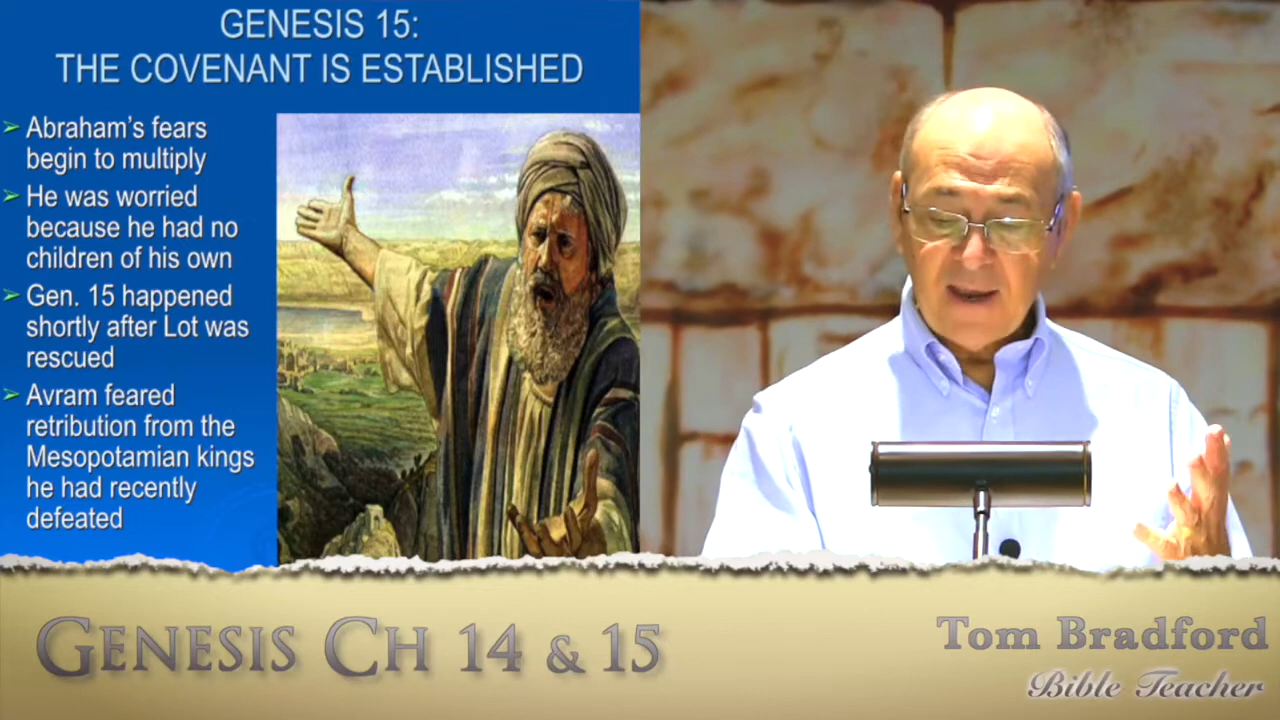 GENESIS 15:
THE COVENANT IS ESTABLISHED
➢ Abraham's fears
begin to multiply
➢ He was worried
because he had no
children of his own
➢ Gen. 15 happened
shortly after Lot was
rescued
➢ Avram feared
retribution from the
Mesopotamian kings
he had recently
defeated
GENESIS CH 14 & 15
Tom Bradford
Bible Teacher